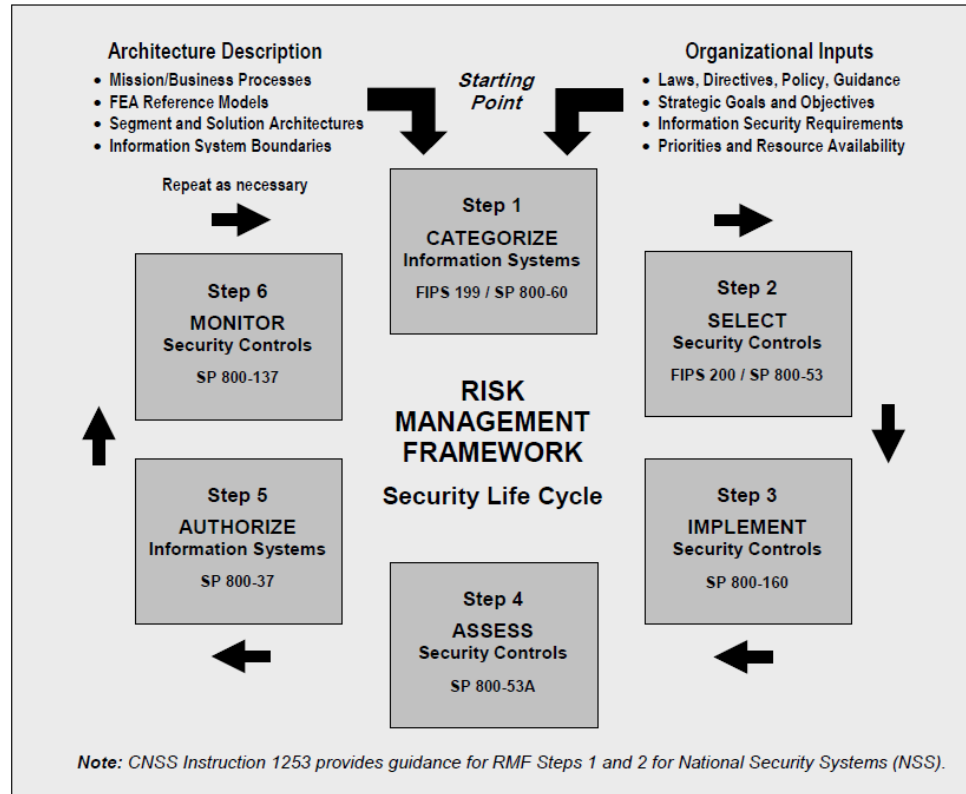 Architecture Description
• Mission/Business Processes
• FEA Reference Models
• Segment and Solution Architectures
• Information System Boundaries
Starting
Point
Organizational Inputs
• Laws, Directives, Policy, Guidance
• Strategic Goals and Objectives
• Information Security Requirements
• Priorities and Resource Availability
Repeat as necessary
Step 1
CATEGORIZE
Information Systems
FIPS 199 / SP 800-60
Step 2
SELECT
Security Controls
FIPS 200 / SP 800-53
Step 3
IMPLEMENT
Security Controls
SP 800-160
Step 4
ASSESS
Security Controls
SP 800-53A
Step 5
AUTHORIZE
Information Systems
SP 800-37
Step 6
MONITOR
Security Controls
SP 800-137
RISK
MANAGEMENT
FRAMEWORK
Security Life Cycle
Note: CNSS Instruction 1253 provides guidance for RMF Steps 1 and 2 for National Security Systems (NSS).